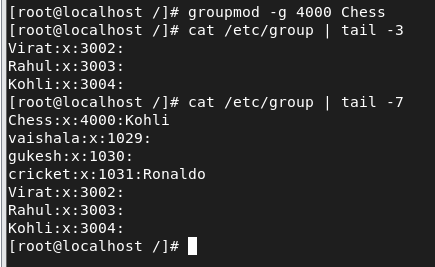 [root@localhost /]# groupmod -g 4000 Chess
[root@localhost /]# cat /etc/group | tail -3
Virat:x:3002:
Rahul:x:3003:
Kohli:x:3004:
[root@localhost /]# cat /etc/group | tail -7
Chess:x:4000:Kohli
vaishala:x:1029:
gukesh:x:1030:
cricket:x:1031:Ronaldo
Virat:x:3002:
Rahul:x:3003:
Kohli:x:3004:
[root@localhost /]#